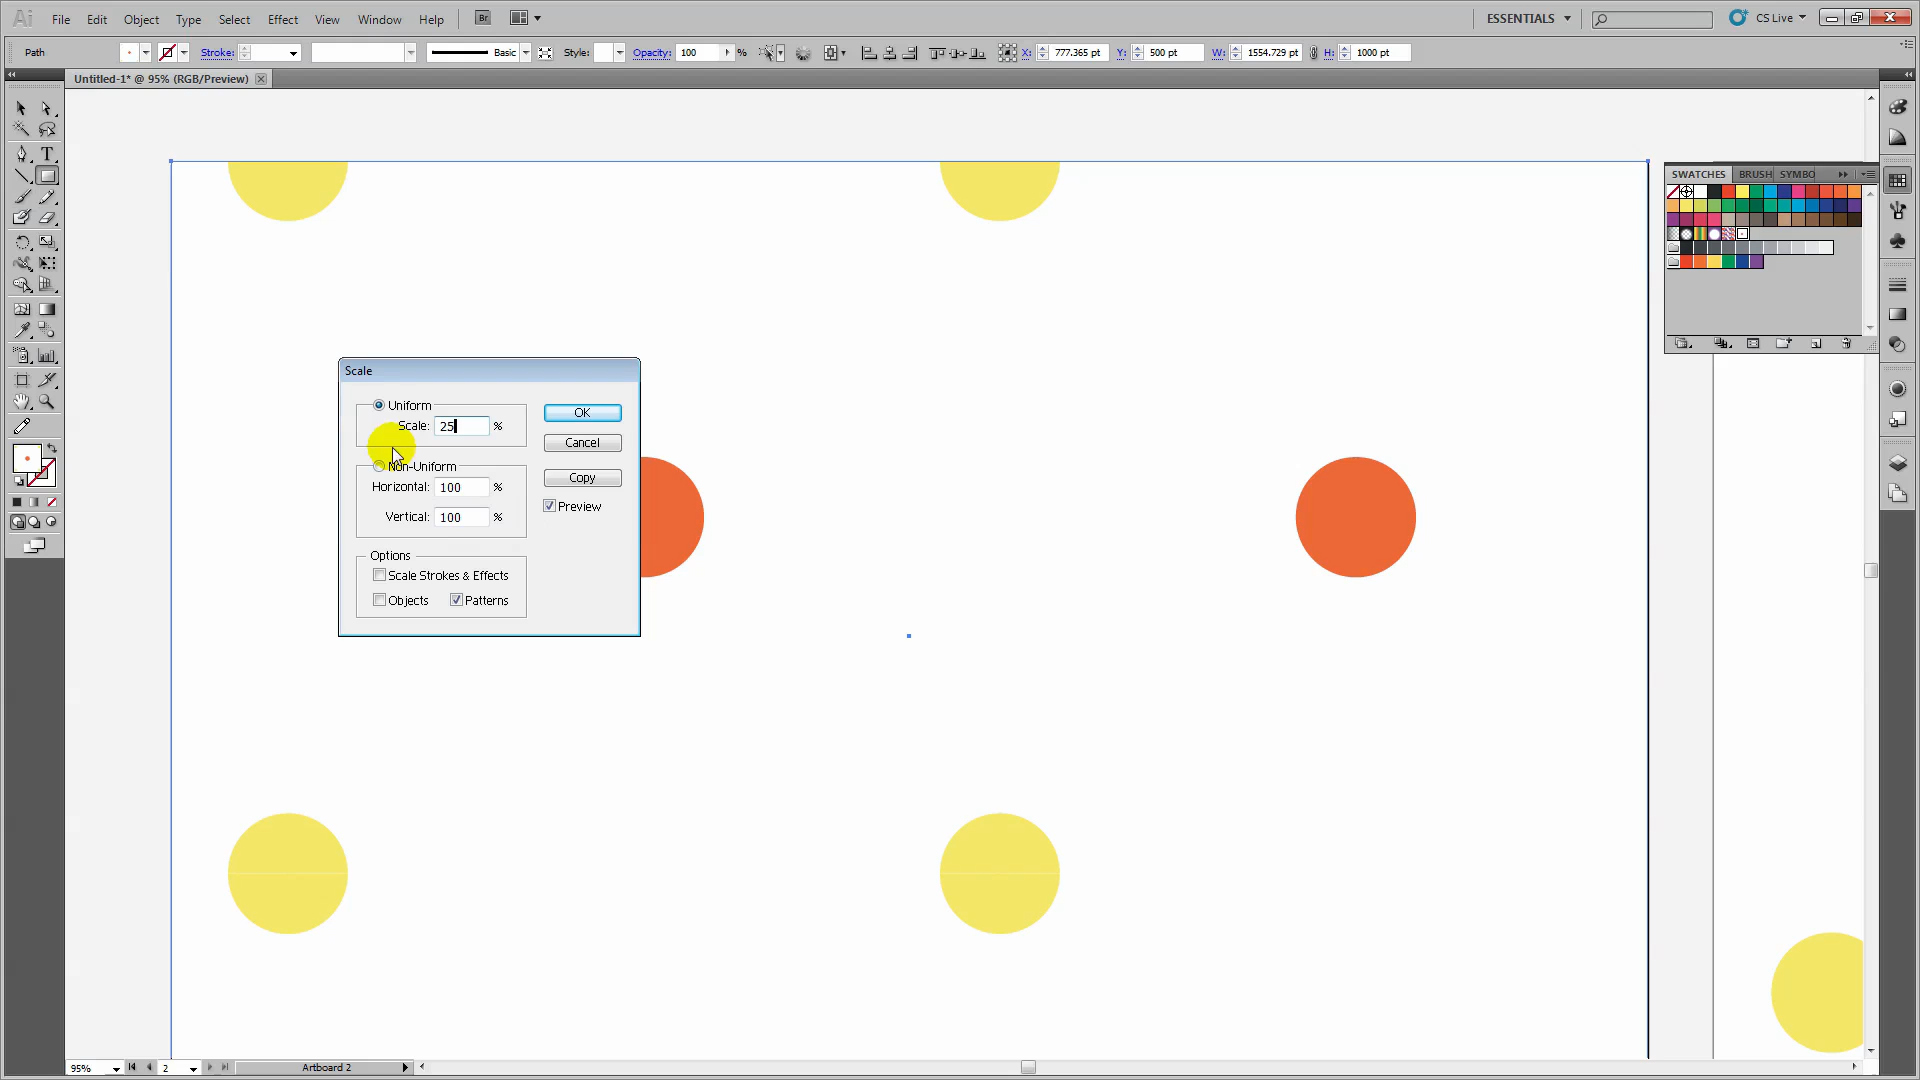 Ai File Edit Object Type Select Effect View Window Help Br ESSENTIALS CS Live
Path Stroke: Basic Style: Opacity: 100 % X: 777.365 pt Y: 500 pt W: 1554.729 pt H: 1000 pt
Untitled-1* @ 95% (RGB/Preview)
SWATCHES BRUSH SYMBO
Scale
Uniform
Scale: 25 %
OK
Cancel
Non-Uniform
Copy
Horizontal: 100 %
Preview
Vertical: 100 %
Options
Scale Strokes & Effects
Objects Patterns
95% 2 Artboard 2